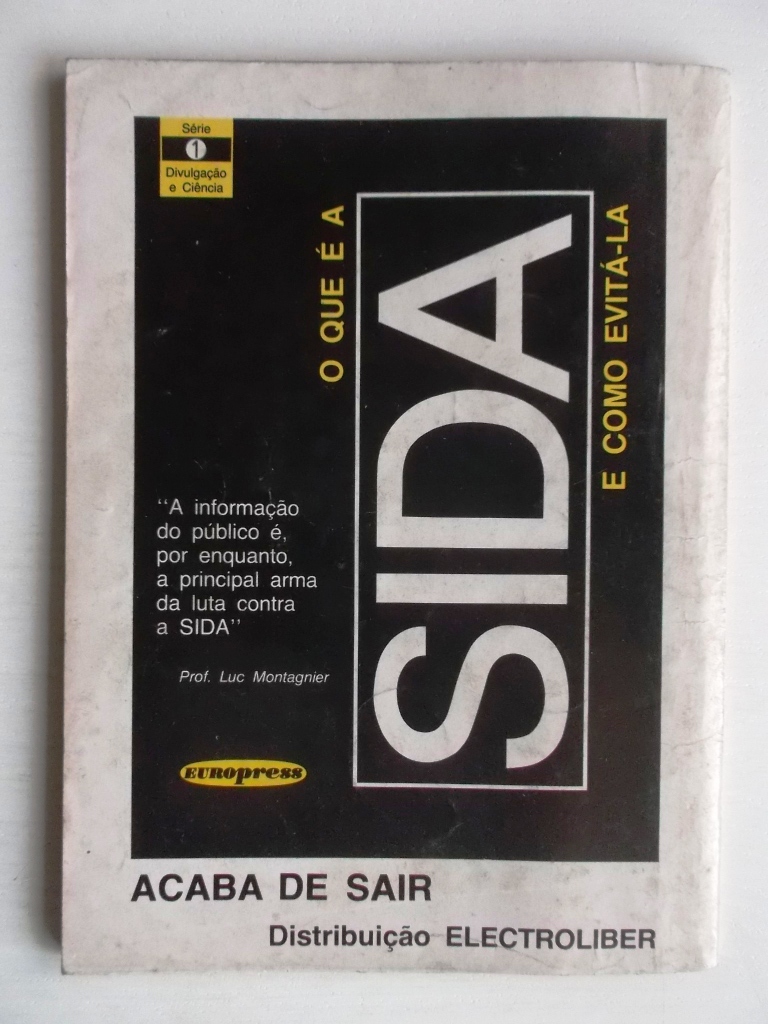 Série
1
Divulgação
e Ciência
O QUE É A
SIDA
E COMO EVITÁ-LA
"A informação
do público é,
por enquanto,
a principal arma
da luta contra
a SIDA"
Prof. Luc Montagnier
EUROpress
ACABA DE SAIR
Distribuição ELECTROLIBER